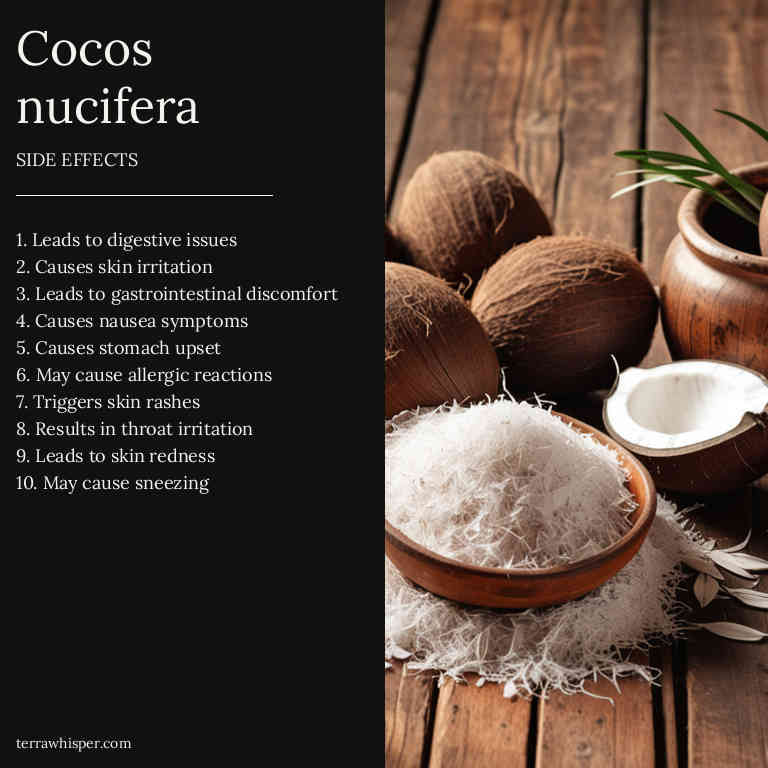 Cocos
nucifera
SIDE EFFECTS
1. Leads to digestive issues
2. Causes skin irritation
3. Leads to gastrointestinal discomfort
4. Causes nausea symptoms
5. Causes stomach upset
6. May cause allergic reactions
7. Triggers skin rashes
8. Results in throat irritation
9. Leads to skin redness
10. May cause sneezing
terrawhisper.com